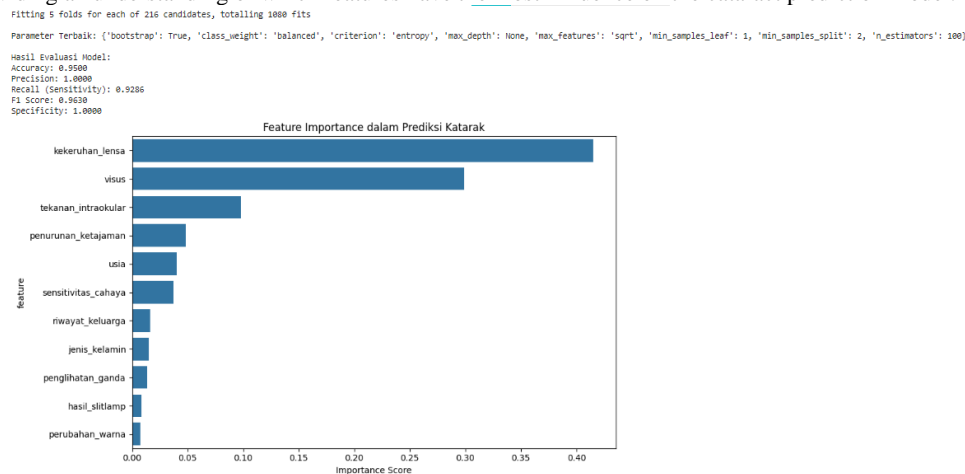 Fitting 5 folds for each of 216 candidates, totalling 1080 fits
Parameter Terbaik: {'bootstrap': True, 'class_weight': 'balanced', 'criterion': 'entropy', 'max_depth': None, 'max_features': 'sqrt', 'min_samples_leaf': 1, 'min_samples_split': 2, 'n_estimators': 100}
Hasil Evaluasi Model:
Accuracy: 0.9500
Precision: 1.0000
Recall (Sensitivity): 0.9286
F1 Score: 0.9630
Specificity: 1.0000
Feature Importance dalam Prediksi Katarak
kekeruhan_lensa
visus
tekanan_intraokular
penurunan_ketajaman
usia
sensitivitas_cahaya
riwayat_keluarga
jenis_kelamin
penglihatan_ganda
hasil_slitlamp
perubahan_warna
feature
0.00 0.05 0.10 0.15 0.20 0.25 0.30 0.35 0.40
Importance Score